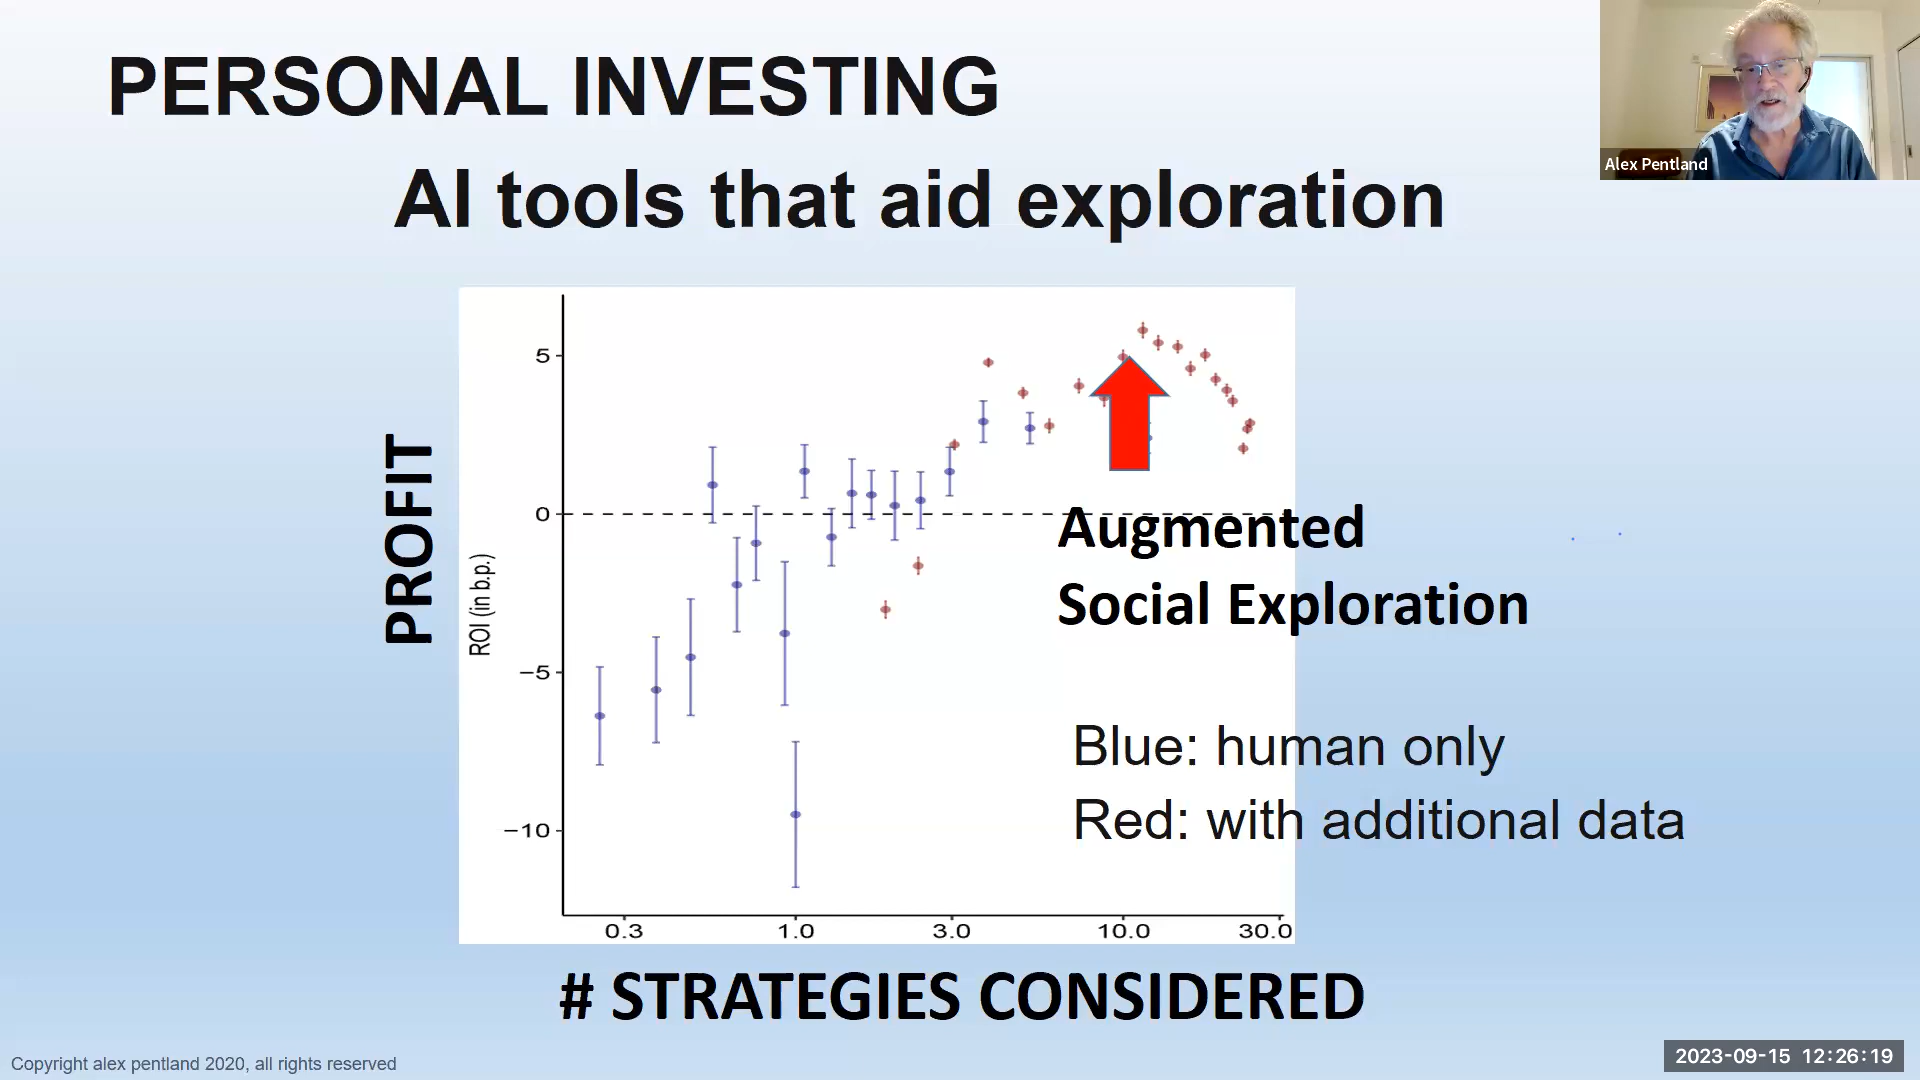 PERSONAL INVESTING
AI tools that aid exploration
Alex Pentland
PROFIT
ROI (in b.p.)
5
0
−5
−10
Augmented
Social Exploration
Blue: human only
Red: with additional data
0.3 1.0 3.0 10.0 30.0
# STRATEGIES CONSIDERED
Copyright alex pentland 2020, all rights reserved
2023-09-15 12:26:19